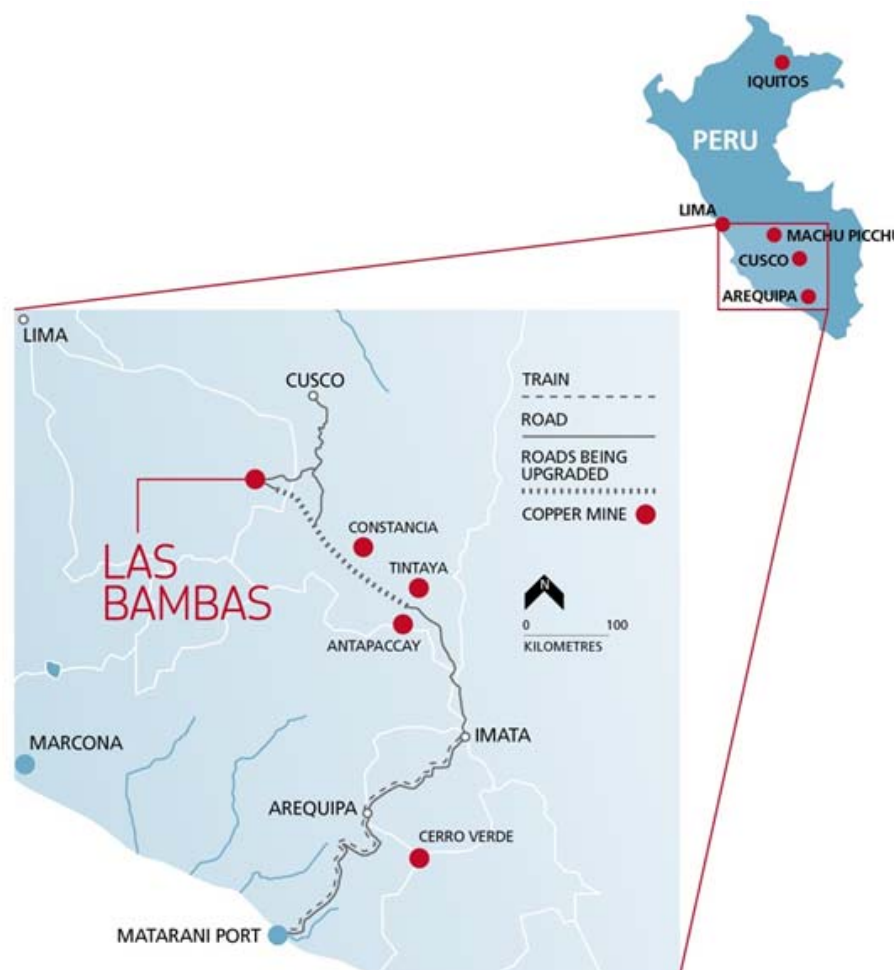 IQUITOS
PERU
LIMA
MACHU PICCHU
CUSCO
AREQUIPA
LIMA
CUSCO
TRAIN
ROAD
ROADS BEING
UPGRADED
COPPER MINE
CONSTANCIA
LAS
BAMBAS
TINTAYA
N
0 100
KILOMETRES
ANTAPACCAY
IMATA
MARCONA
AREQUIPA
CERRO VERDE
MATARANI PORT